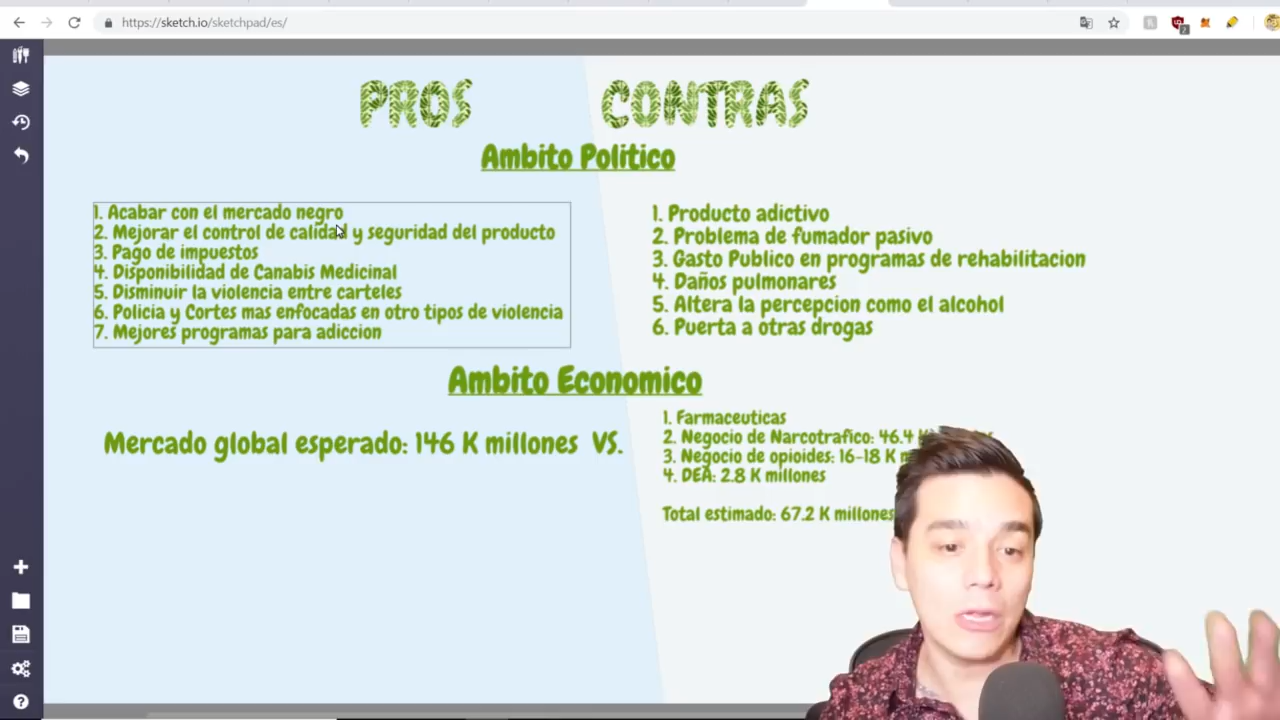 https://sketch.io/sketchpad/es/
PROS
CONTRAS
Ambito Politico
1. Acabar con el mercado negro
2. Mejorar el control de calidad y seguridad del producto
3. Pago de impuestos
4. Disponibilidad de Canabis Medicinal
5. Disminuir la violencia entre carteles
6. Policia y Cortes mas enfocadas en otro tipos de violencia
7. Mejores programas para adiccion
1. Producto adictivo
2. Problema de fumador pasivo
3. Gasto Publico en programas de rehabilitacion
4. Daños pulmonares
5. Altera la percepcion como el alcohol
6. Puerta a otras drogas
Ambito Economico
Mercado global esperado: 146 K millones VS.
1. Farmaceuticas
2. Negocio de Narcotrafico: 46.4
3. Negocio de opioides: 16-18 K
4. DEA: 2.8 K millones
Total estimado: 67.2 K millones